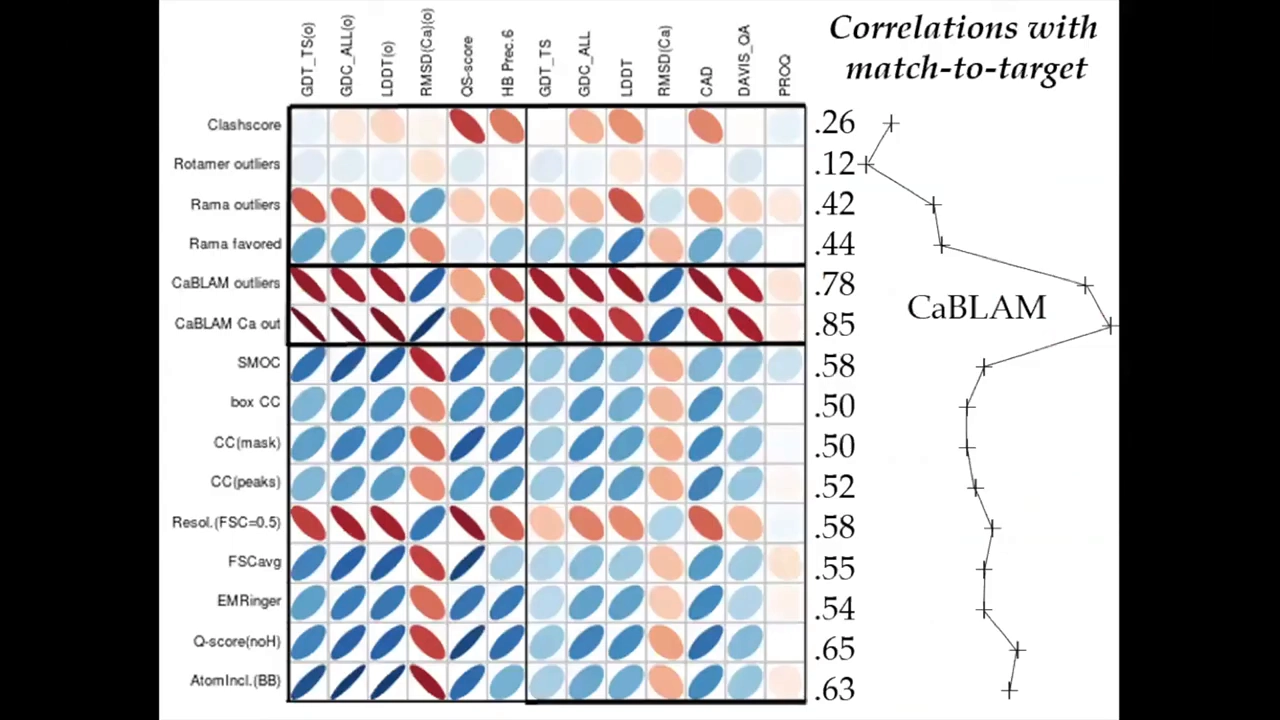 Correlations with
match-to-target
GDT_TS(o)
GDC_ALL(o)
LDDT(o)
RMSD(Ca)(o)
QS-score
HB Prec.6
GDT_TS
GDC_ALL
LDDT
RMSD(Ca)
CAD
DAVIS_QA
PROQ
Clashscore .26
Rotamer outliers .12
Rama outliers .42
Rama favored .44
CaBLAM outliers .78
CaBLAM
CaBLAM Ca out .85
SMOC .58
box CC .50
CC(mask) .50
CC(peaks) .52
Resol.(FSC=0.5) .58
FSCavg .55
EMRinger .54
Q-score(noH) .65
AtomIncl.(BB) .63